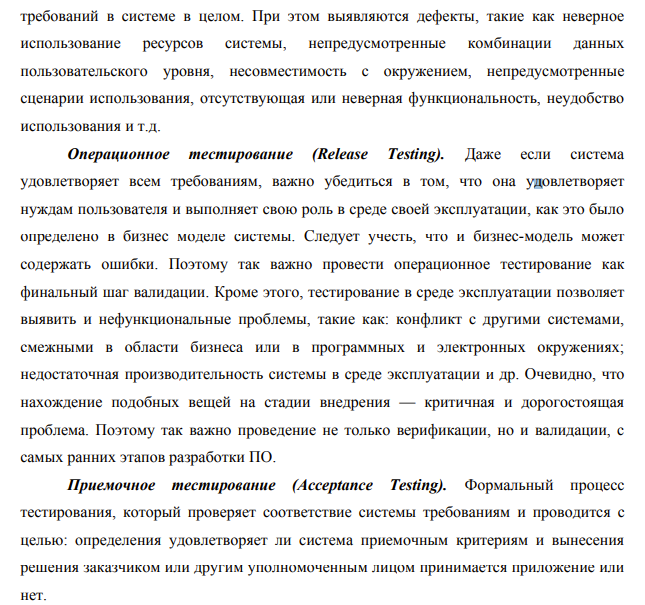 требований в системе в целом. При этом выявляются дефекты, такие как неверное
использование ресурсов системы, непредусмотренные комбинации данных
пользовательского уровня, несовместимость с окружением, непредусмотренные
сценарии использования, отсутствующая или неверная функциональность, неудобство
использования и т.д.
Операционное тестирование (Release Testing). Даже если система
удовлетворяет всем требованиям, важно убедиться в том, что она удовлетворяет
нуждам пользователя и выполняет свою роль в среде своей эксплуатации, как это было
определено в бизнес моделе системы. Следует учесть, что и бизнес-модель может
содержать ошибки. Поэтому так важно провести операционное тестирование как
финальный шаг валидации. Кроме этого, тестирование в среде эксплуатации позволяет
выявить и нефункциональные проблемы, такие как: конфликт с другими системами,
смежными в области бизнеса или в программных и электронных окружениях;
недостаточная производительность системы в среде эксплуатации и др. Очевидно, что
нахождение подобных вещей на стадии внедрения — критичная и дорогостоящая
проблема. Поэтому так важно проведение не только верификации, но и валидации, с
самых ранних этапов разработки ПО.
Приемочное тестирование (Acceptance Testing). Формальный процесс
тестирования, который проверяет соответствие системы требованиям и проводится с
целью: определения удовлетворяет ли система приемочным критериям и вынесения
решения заказчиком или другим уполномоченным лицом принимается приложение или
нет.